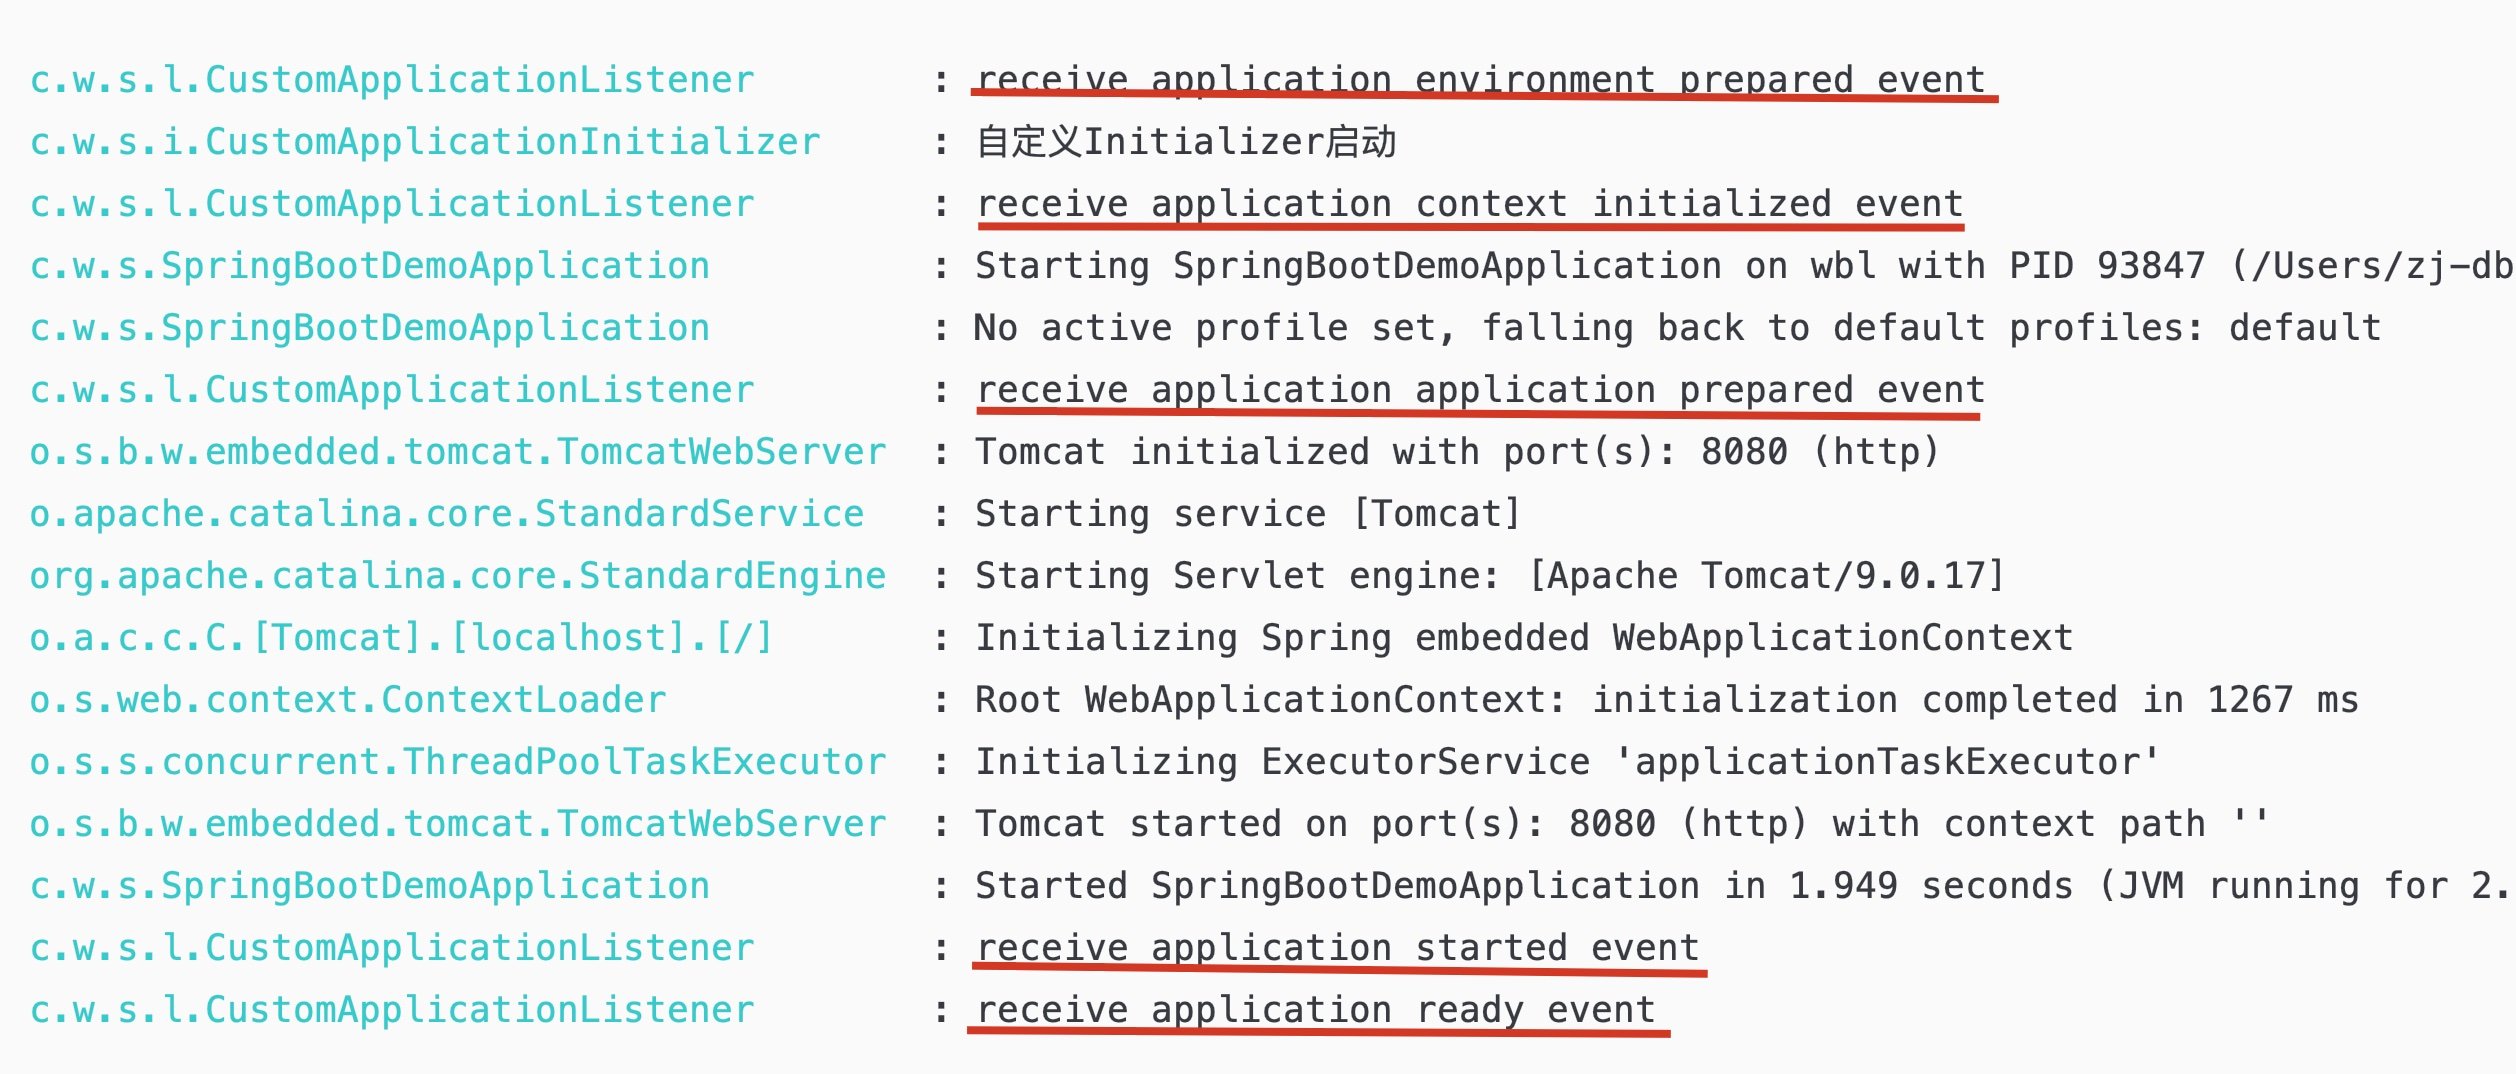 c.w.s.l.CustomApplicationListener : receive application environment prepared event
c.w.s.i.CustomApplicationInitializer : 自定义Initializer启动
c.w.s.l.CustomApplicationListener : receive application context initialized event
c.w.s.SpringBootDemoApplication : Starting SpringBootDemoApplication on wbl with PID 93847 (/Users/zj-db
c.w.s.SpringBootDemoApplication : No active profile set, falling back to default profiles: default
c.w.s.l.CustomApplicationListener : receive application application prepared event
o.s.b.w.embedded.tomcat.TomcatWebServer : Tomcat initialized with port(s): 8080 (http)
o.apache.catalina.core.StandardService : Starting service [Tomcat]
org.apache.catalina.core.StandardEngine : Starting Servlet engine: [Apache Tomcat/9.0.17]
o.a.c.c.C.[Tomcat].[localhost].[/] : Initializing Spring embedded WebApplicationContext
o.s.web.context.ContextLoader : Root WebApplicationContext: initialization completed in 1267 ms
o.s.s.concurrent.ThreadPoolTaskExecutor : Initializing ExecutorService 'applicationTaskExecutor'
o.s.b.w.embedded.tomcat.TomcatWebServer : Tomcat started on port(s): 8080 (http) with context path ''
c.w.s.SpringBootDemoApplication : Started SpringBootDemoApplication in 1.949 seconds (JVM running for 2.
c.w.s.l.CustomApplicationListener : receive application started event
c.w.s.l.CustomApplicationListener : receive application ready event